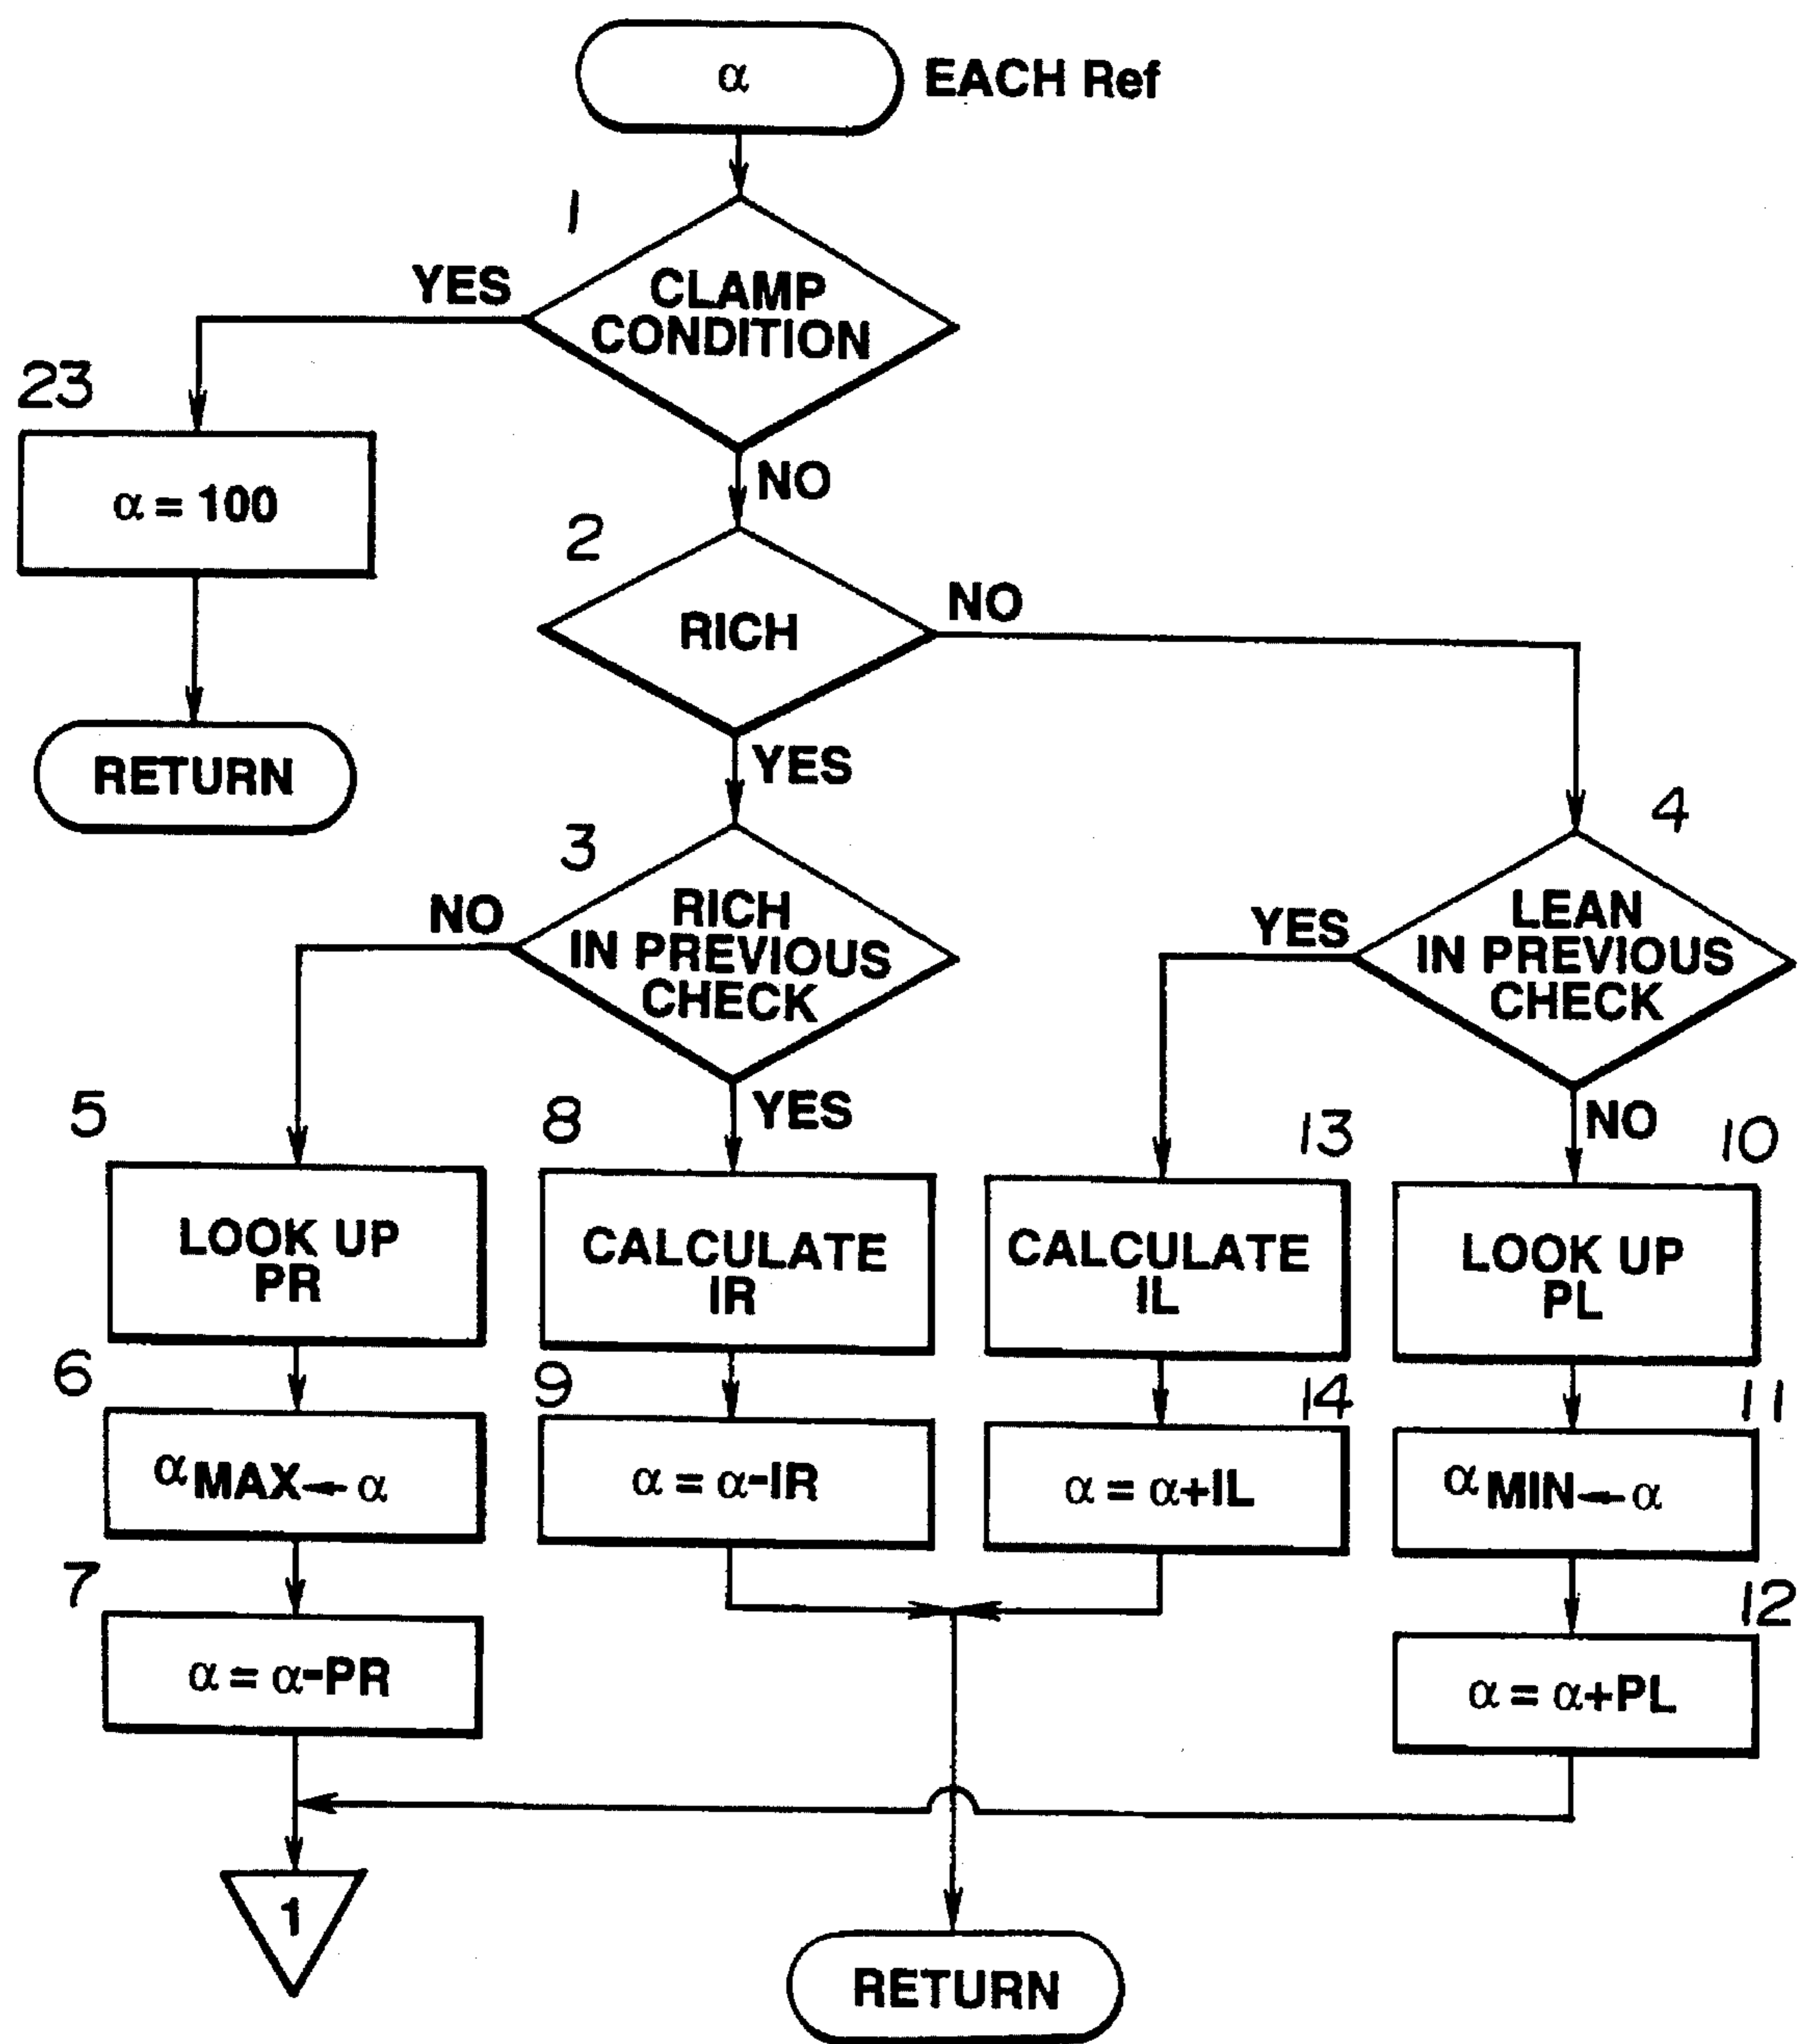 α
EACH Ref
1
YES
CLAMP
CONDITION
23
NO
α = 100
2
NO
RICH
RETURN
YES
4
3
NO
RICH
IN PREVIOUS
CHECK
YES
LEAN
IN PREVIOUS
CHECK
5
8
YES
13
NO
10
LOOK UP
PR
CALCULATE
IR
CALCULATE
IL
LOOK UP
PL
6
9
14
11
α MAX ← α
α = α-IR
α = α+IL
α MIN ← α
7
12
α = α-PR
α = α+PL
1
RETURN